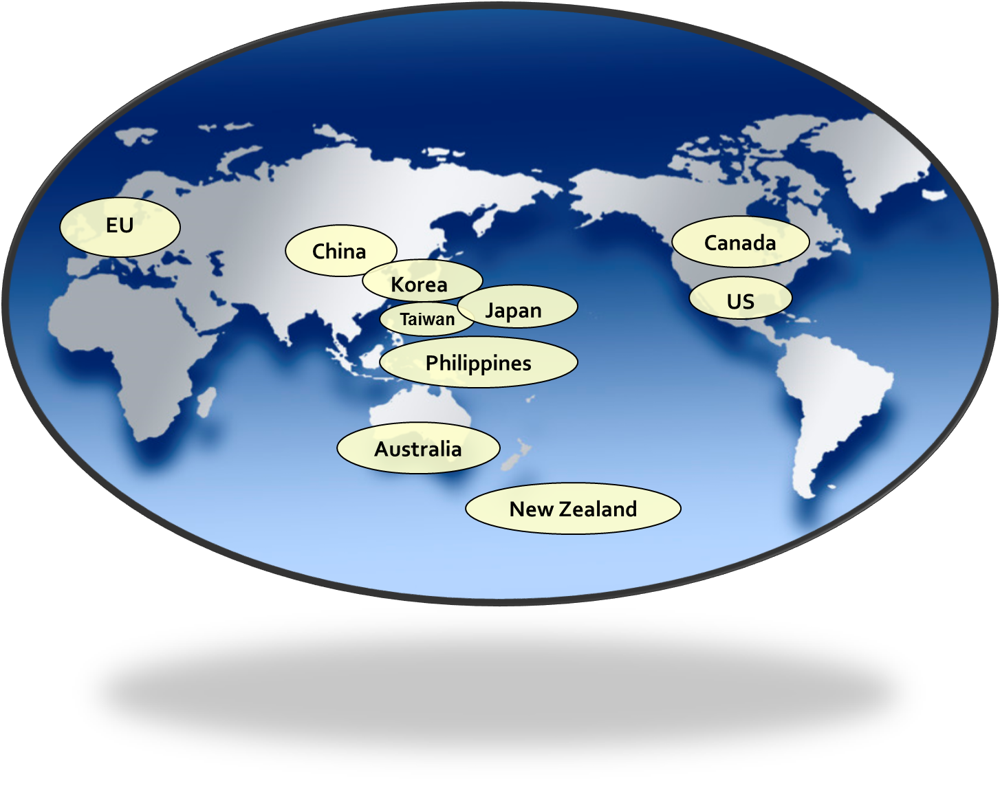 EU
China
Canada
Korea
US
Japan
Taiwan
Philippines
Australia
New Zealand